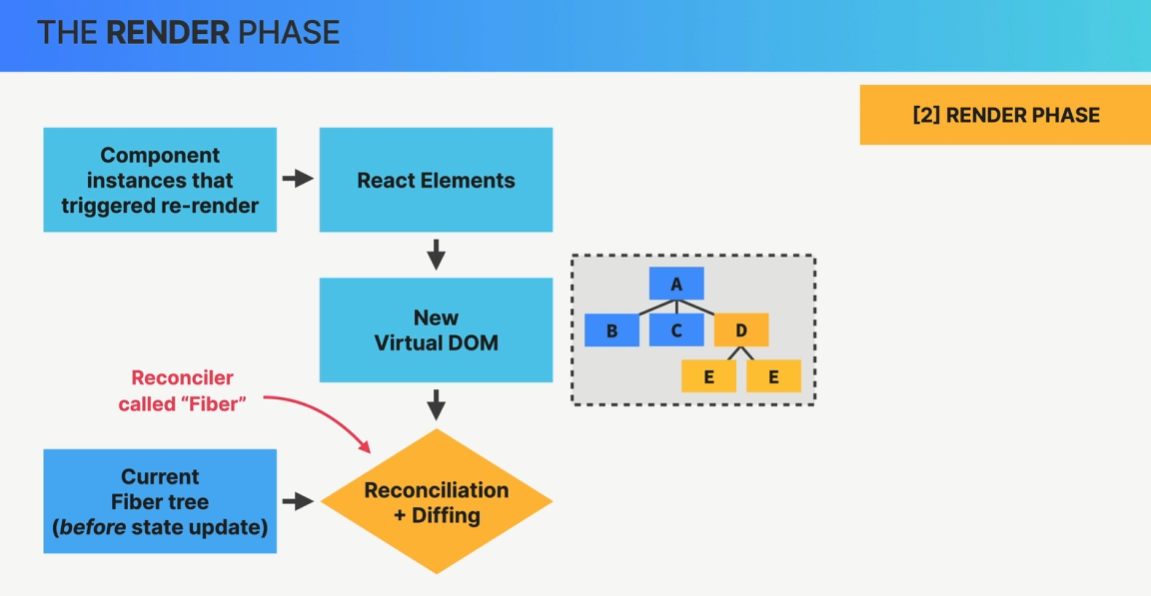 THE RENDER PHASE
[2] RENDER PHASE
Component
instances that
triggered re-render
React Elements
New
Virtual DOM
A
B
C
D
E
E
Reconciler
called “Fiber”
Current
Fiber tree
(before state update)
Reconciliation
+ Diffing